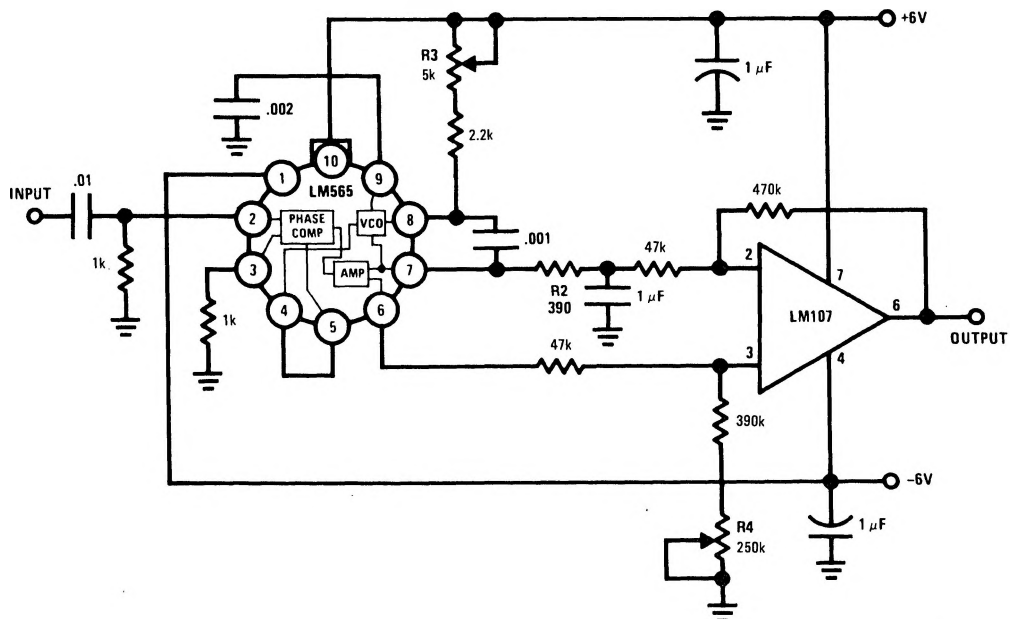 +6V
R3
5k
1 µF
.002
2.2k
10
LM565
.01
1
9
INPUT
470k
2
PHASE
COMP
VCO
8
.001
1k
3
AMP
7
47k
2
R2
390
1 µF
7
4
6
LM107
6
OUTPUT
1k
5
47k
3
4
390k
−6V
R4
250k
1 µF